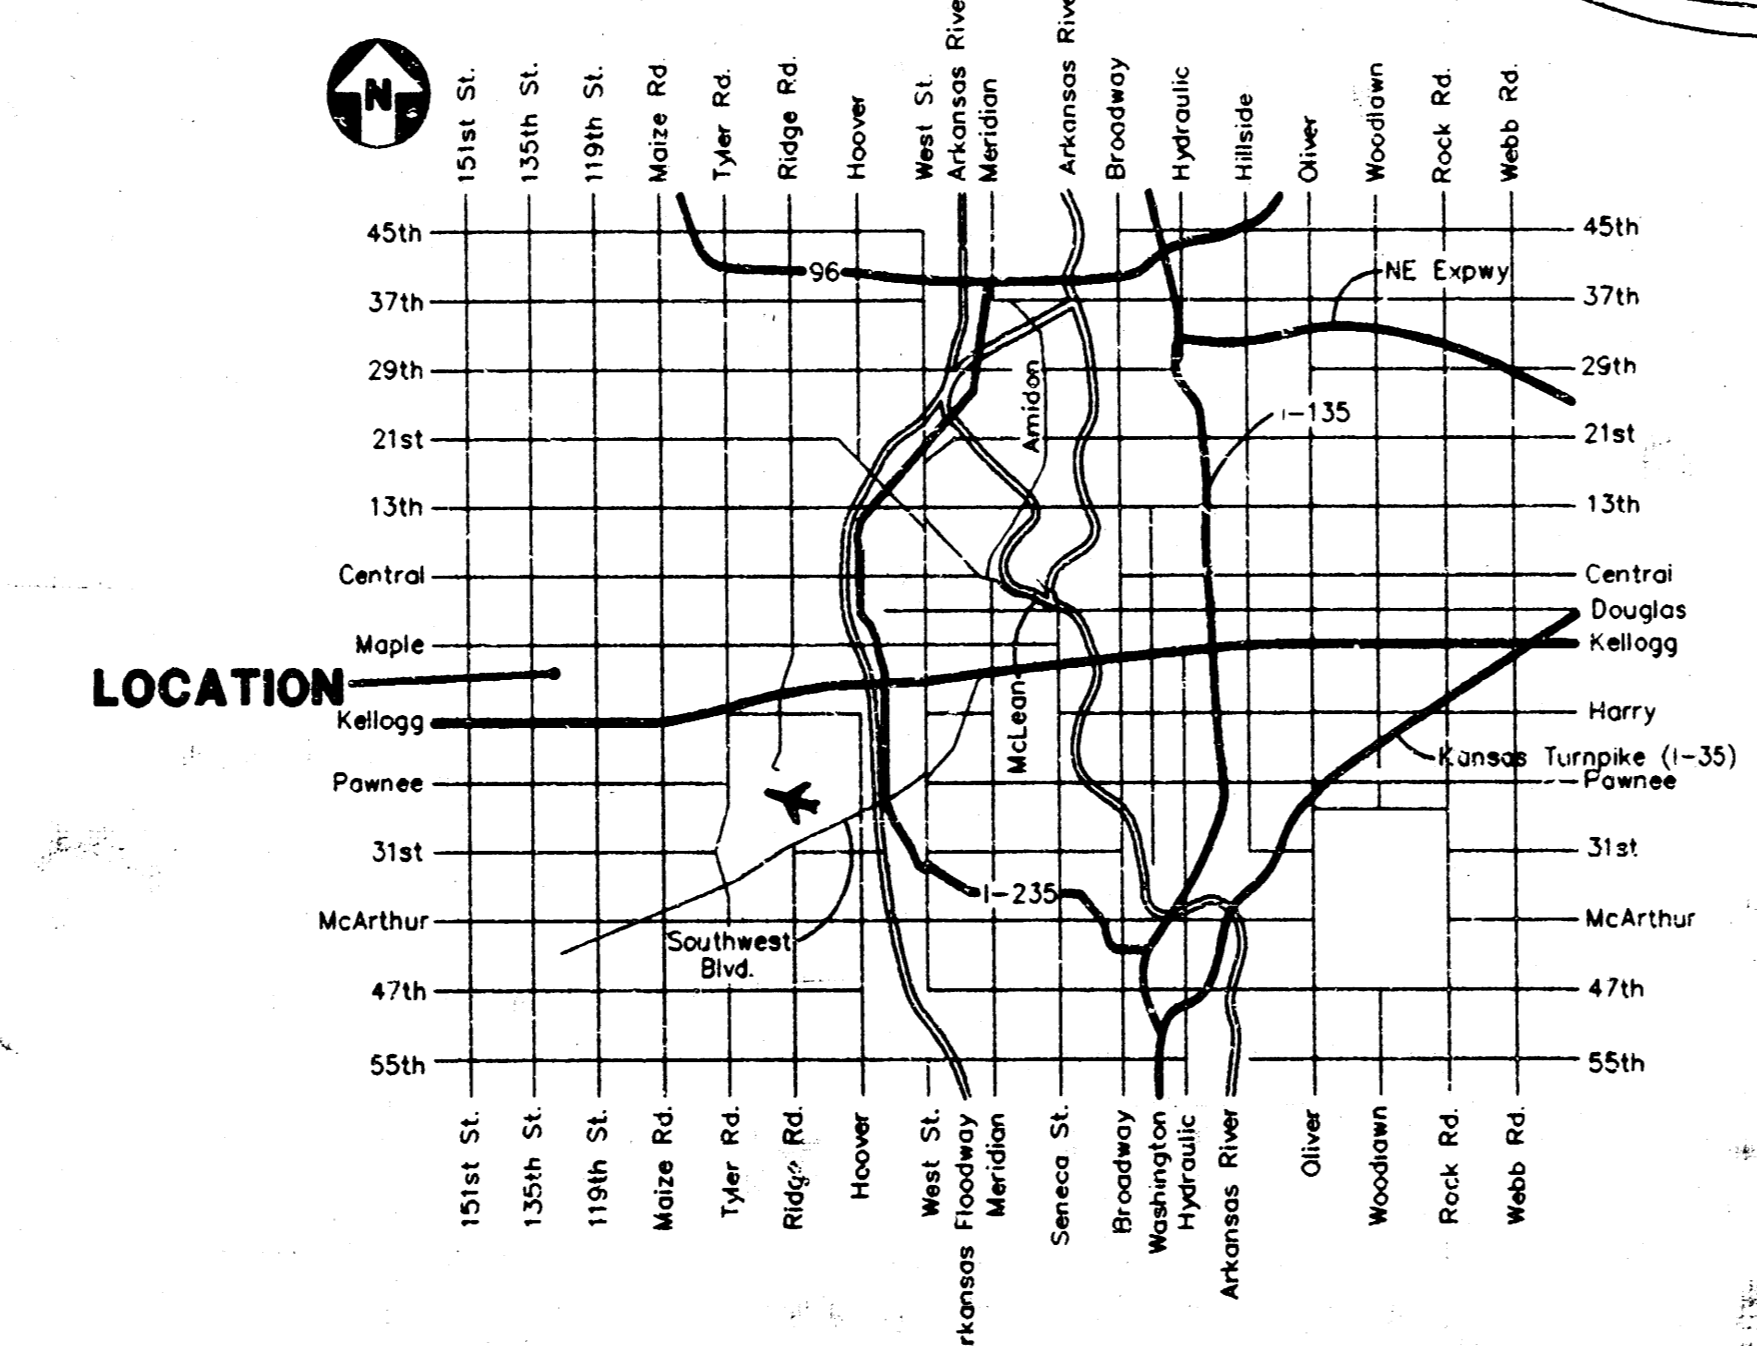 N
151st St.
135th St.
119th St.
Maize Rd.
Tyler Rd.
Ridge Rd.
Hoover
West St.
Arkansas Rive
Meridian
Arkansas Rive
Broadway
Hydraulic
Hillside
Oliver
Woodlawn
Rock Rd.
Webb Rd.
45th
45th
96
NE Expwy
37th
37th
29th
29th
Amidon
I-135
21st
21st
13th
13th
Central
Central
Douglas
Maple
Kellogg
LOCATION
McLean
Kellogg
Harry
Kansas Turnpike (I-35)
Pawnee
Pawnee
31st
31st
I-235
McArthur
McArthur
Southwest
Blvd.
47th
47th
55th
55th
151st St.
135th St.
119th St.
Maize Rd.
Tyler Rd.
Ridge Rd.
Hoover
West St.
rkansas Floodway
Meridian
Seneca St.
Broadway
Washington
Hydraulic
Arkansas River
Oliver
Woodlawn
Rock Rd.
Webb Rd.